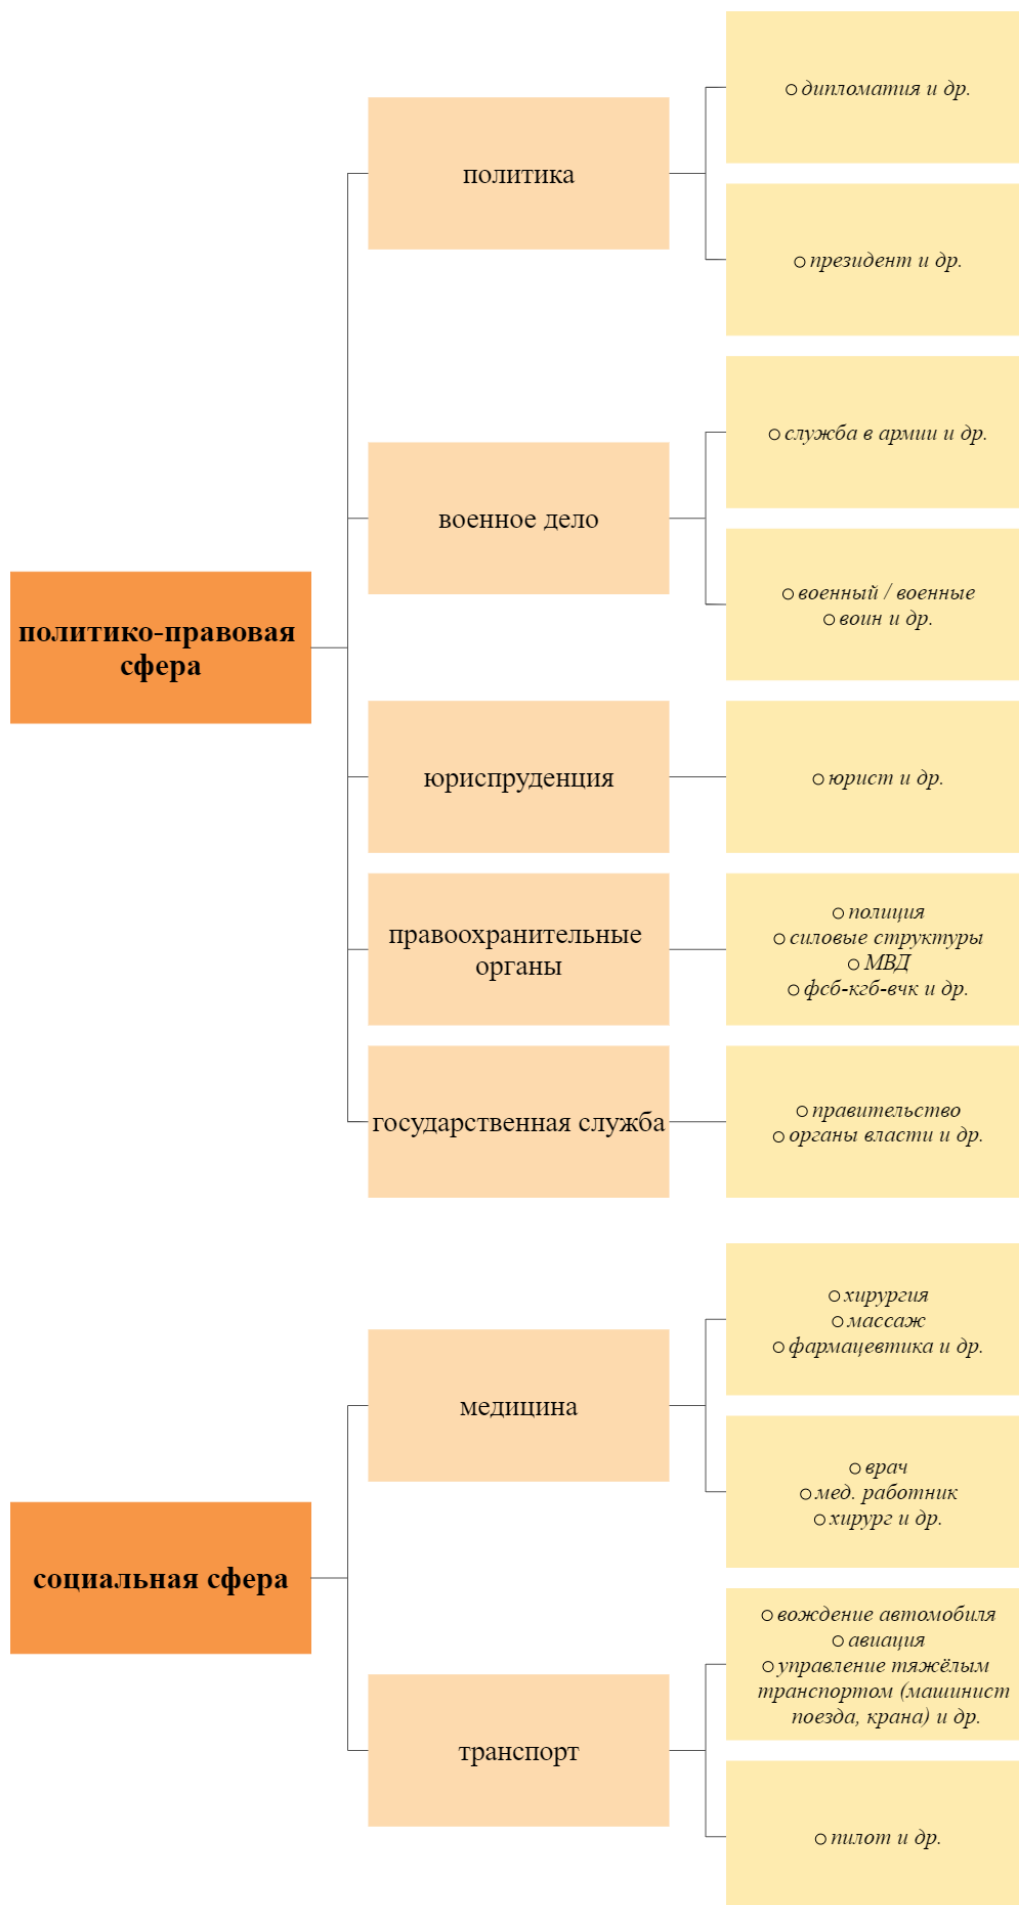 политико-правовая
сфера
политика
○ дипломатия и др.
○ президент и др.
военное дело
○ служба в армии и др.
○ военный / военные
○ воин и др.
юриспруденция
○ юрист и др.
правоохранительные
органы
○ полиция
○ силовые структуры
○ МВД
○ фсб-кгб-вчк и др.
государственная служба
○ правительство
○ органы власти и др.
социальная сфера
медицина
○ хирургия
○ массаж
○ фармацевтика и др.
○ врач
○ мед. работник
○ хирург и др.
транспорт
○ вождение автомобиля
○ авиация
○ управление тяжёлым
транспортом (машинист
поезда, крана) и др.
○ пилот и др.